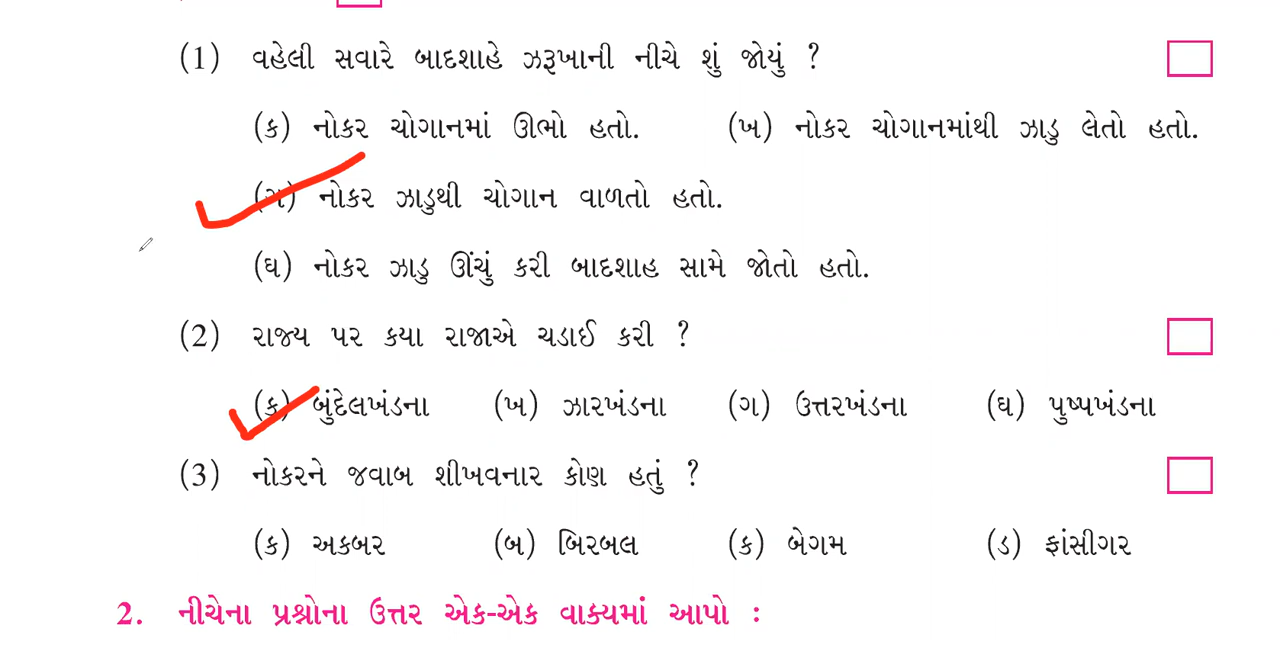 (1) વહેલી સવારે બાદશાહે ઝરૂખાની નીચે શું જોયું ?
(ક) નોકર ચોગાનમાં ઊભો હતો. (ખ) નોકર ચોગાનમાંથી ઝાડુ લેતો હતો.
(ગ) નોકર ઝાડુથી ચોગાન વાળતો હતો.
(ઘ) નોકર ઝાડુ ઊંચું કરી બાદશાહ સામે જોતો હતો.
(2) રાજ્ય પર કયા રાજાએ ચડાઈ કરી ?
(ક) બુંદેલખંડના (ખ) ઝારખંડના (ગ) ઉત્તરખંડના (ઘ) પુષ્પખંડના
(3) નોકરને જવાબ શીખવનાર કોણ હતું ?
(ક) અકબર (બ) બિરબલ (ક) બેગમ (ડ) ફાંસીગર
2. નીચેના પ્રશ્નોના ઉત્તર એક-એક વાક્યમાં આપો :